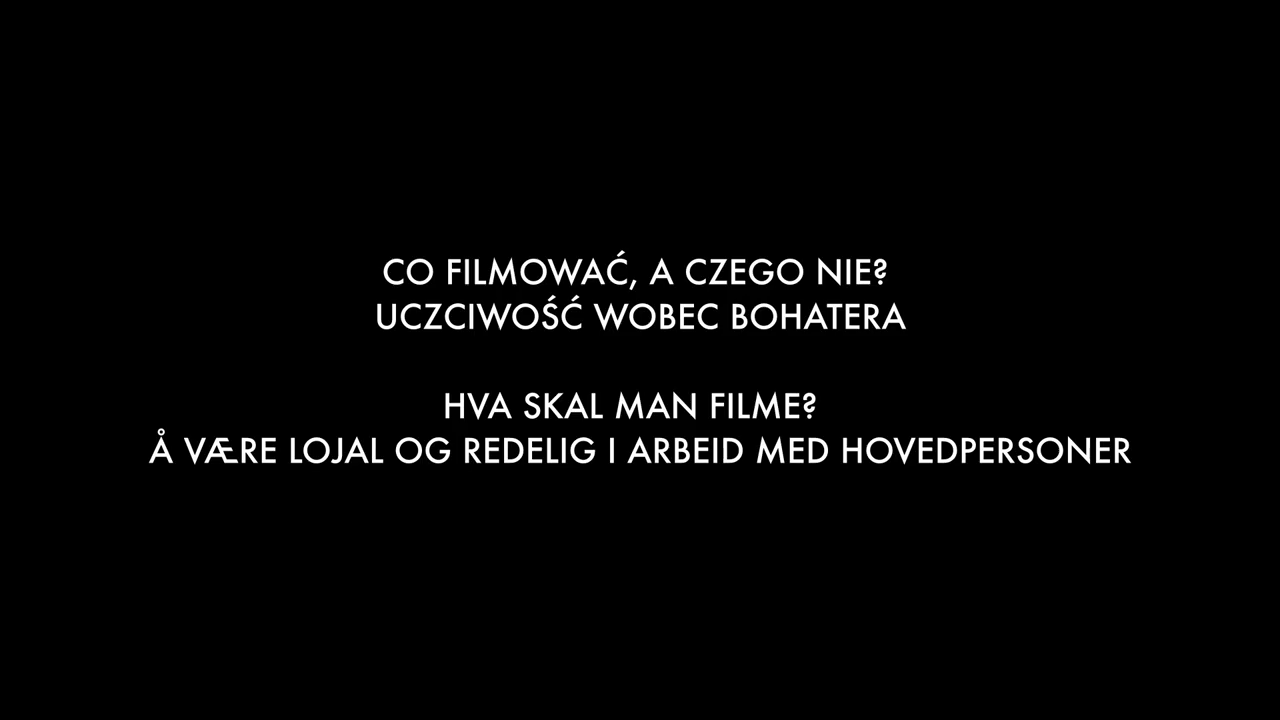 CO FILMOWAĆ, A CZEGO NIE?
UCZCIWOŚĆ WOBEC BOHATERA
HVA SKAL MAN FILME?
Å VÆRE LOJAL OG REDELIG I ARBEID MED HOVEDPERSONER